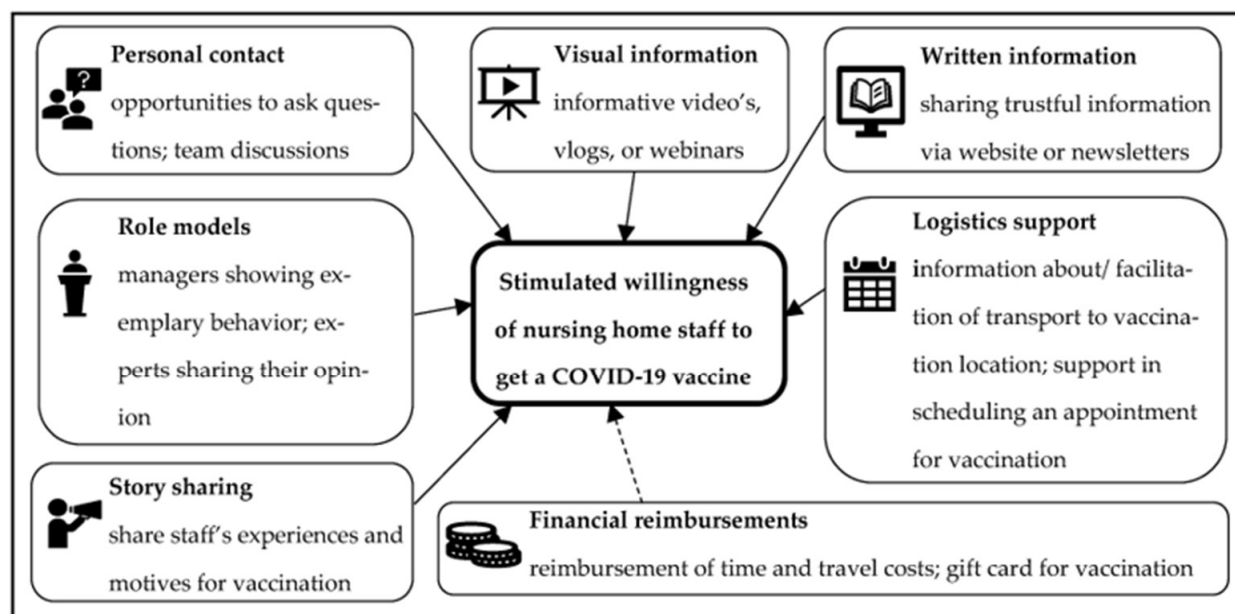 Personal contact
opportunities to ask ques-
tions; team discussions
Visual information
informative video's,
vlogs, or webinars
Written information
sharing trustful information
via website or newsletters
Role models
managers showing ex-
emplary behavior; ex-
perts sharing their opin-
ion
Stimulated willingness
of nursing home staff to
get a COVID-19 vaccine
Logistics support
information about/ facilita-
tion of transport to vaccina-
tion location; support in
scheduling an appointment
for vaccination
Story sharing
share staff's experiences and
motives for vaccination
Financial reimbursements
reimbursement of time and travel costs; gift card for vaccination